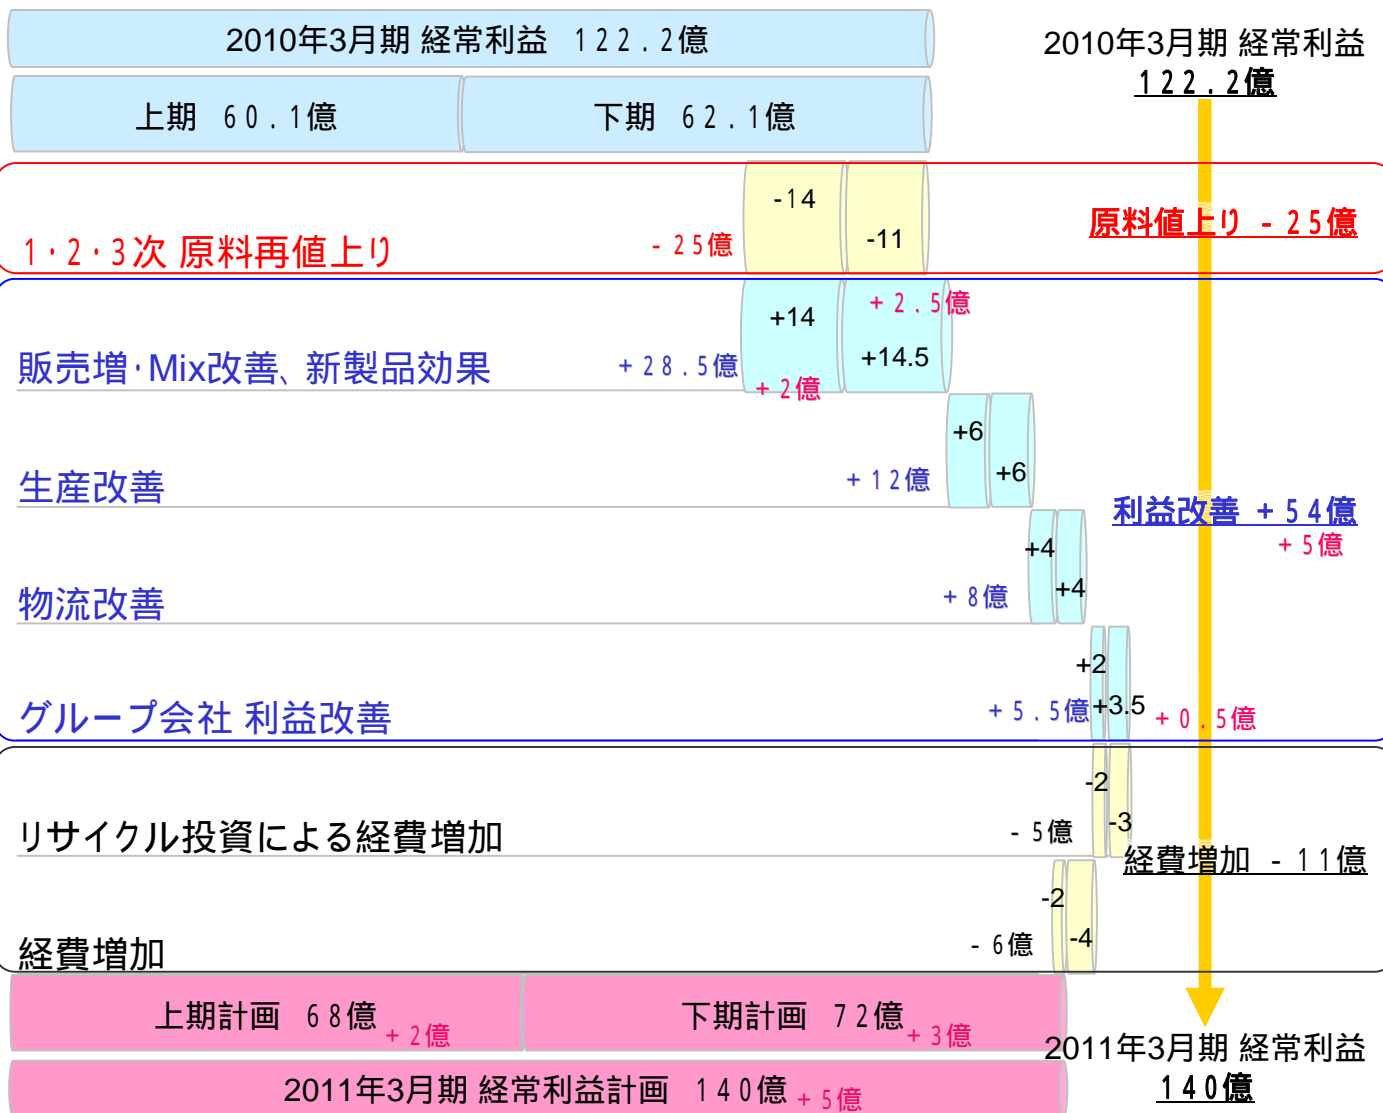 2010年3月期 経常利益 122.2億
2010年3月期 経常利益
122.2億
上期 60.1億
下期 62.1億
-14
-11
原料値上り -25億
1・2・3次 原料再値上り
-25億
+2.5億
+14
+14.5
販売増・Mix改善、新製品効果
+28.5億
+2億
+6
+6
生産改善
+12億
利益改善 +54億
+5億
+4
+4
物流改善
+8億
+2
+3.5
グループ会社 利益改善
+5.5億
+0.5億
-2
-3
リサイクル投資による経費増加
-5億
経費増加 -11億
-2
-4
経費増加
-6億
上期計画 68億
+2億
下期計画 72億
+3億
2011年3月期 経常利益
140億
2011年3月期 経常利益計画 140億
+5億